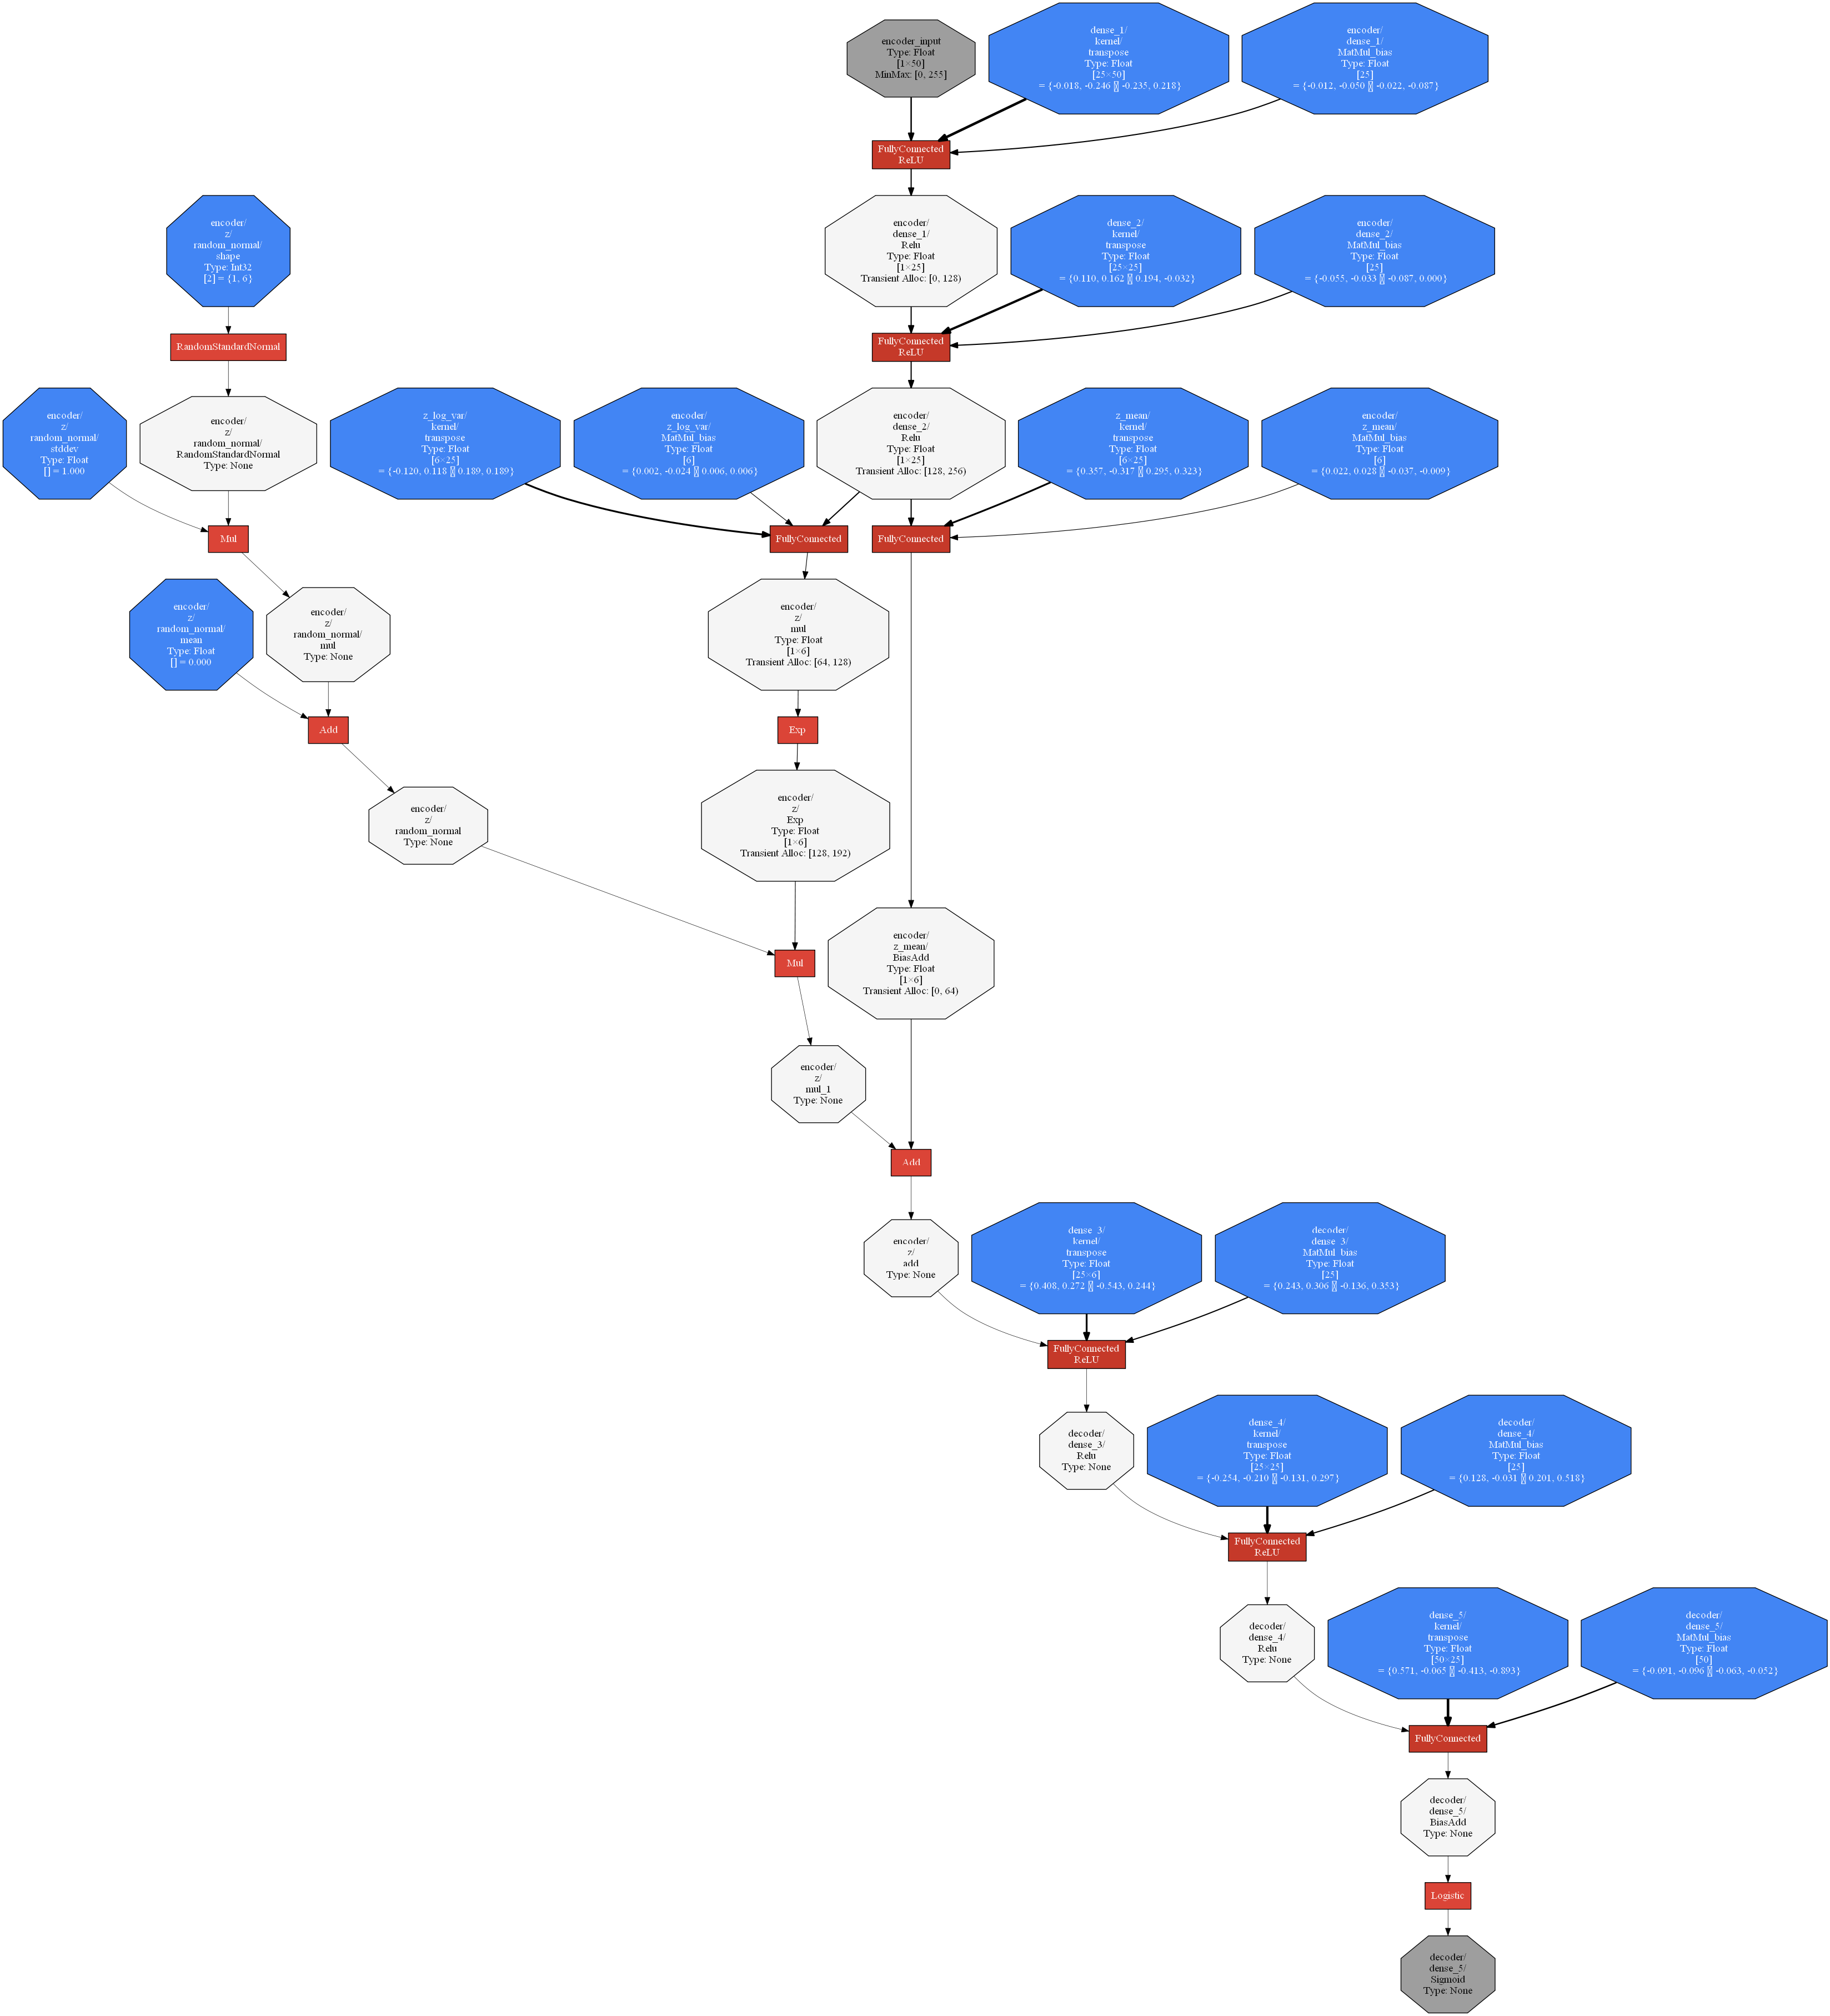 encoder_input
Type: Float
[1×50]
MinMax: [0, 255]
dense_1/
kernel/
transpose
Type: Float
[25×50]
= {-0.018, -0.246 -0.235, 0.218}
encoder/
dense_1/
MatMul_bias
Type: Float
[25]
= {-0.012, -0.050 -0.022, -0.087}
FullyConnected
ReLU
encoder/
z/
random_normal/
shape
Type: Int32
[2] = {1, 6}
encoder/
dense_1/
Relu
Type: Float
[1×25]
Transient Alloc: [0, 128)
dense_2/
kernel/
transpose
Type: Float
[25×25]
= {0.110, 0.162 0.194, -0.032}
encoder/
dense_2/
MatMul_bias
Type: Float
[25]
= {-0.055, -0.033 -0.087, 0.000}
RandomStandardNormal
FullyConnected
ReLU
encoder/
z/
random_normal/
stddev
Type: Float
[] = 1.000
encoder/
z/
random_normal/
RandomStandardNormal
Type: None
z_log_var/
kernel/
transpose
Type: Float
[6×25]
= {-0.120, 0.118 0.189, 0.189}
encoder/
z_log_var/
MatMul_bias
Type: Float
[6]
= {0.002, -0.024 0.006, 0.006}
encoder/
dense_2/
Relu
Type: Float
[1×25]
Transient Alloc: [128, 256)
z_mean/
kernel/
transpose
Type: Float
[6×25]
= {0.357, -0.317 0.295, 0.323}
encoder/
z_mean/
MatMul_bias
Type: Float
[6]
= {0.022, 0.028 -0.037, -0.009}
Mul
FullyConnected
FullyConnected
encoder/
z/
random_normal/
mean
Type: Float
[] = 0.000
encoder/
z/
random_normal/
mul
Type: None
encoder/
z/
mul
Type: Float
[1×6]
Transient Alloc: [64, 128)
Add
Exp
encoder/
z/
random_normal
Type: None
encoder/
z/
Exp
Type: Float
[1×6]
Transient Alloc: [128, 192)
Mul
encoder/
z_mean/
BiasAdd
Type: Float
[1×6]
Transient Alloc: [0, 64)
encoder/
z/
mul_1
Type: None
Add
encoder/
z/
add
Type: None
dense_3/
kernel/
transpose
Type: Float
[25×6]
= {0.408, 0.272 -0.543, 0.244}
decoder/
dense_3/
MatMul_bias
Type: Float
[25]
= {0.243, 0.306 -0.136, 0.353}
FullyConnected
ReLU
decoder/
dense_3/
Relu
Type: None
dense_4/
kernel/
transpose
Type: Float
[25×25]
= {-0.254, -0.210 -0.131, 0.297}
decoder/
dense_4/
MatMul_bias
Type: Float
[25]
= {0.128, -0.031 0.201, 0.518}
FullyConnected
ReLU
decoder/
dense_4/
Relu
Type: None
dense_5/
kernel/
transpose
Type: Float
[50×25]
= {0.571, -0.065 -0.413, -0.893}
decoder/
dense_5/
MatMul_bias
Type: Float
[50]
= {-0.091, -0.096 -0.063, -0.052}
FullyConnected
decoder/
dense_5/
BiasAdd
Type: None
Logistic
decoder/
dense_5/
Sigmoid
Type: None